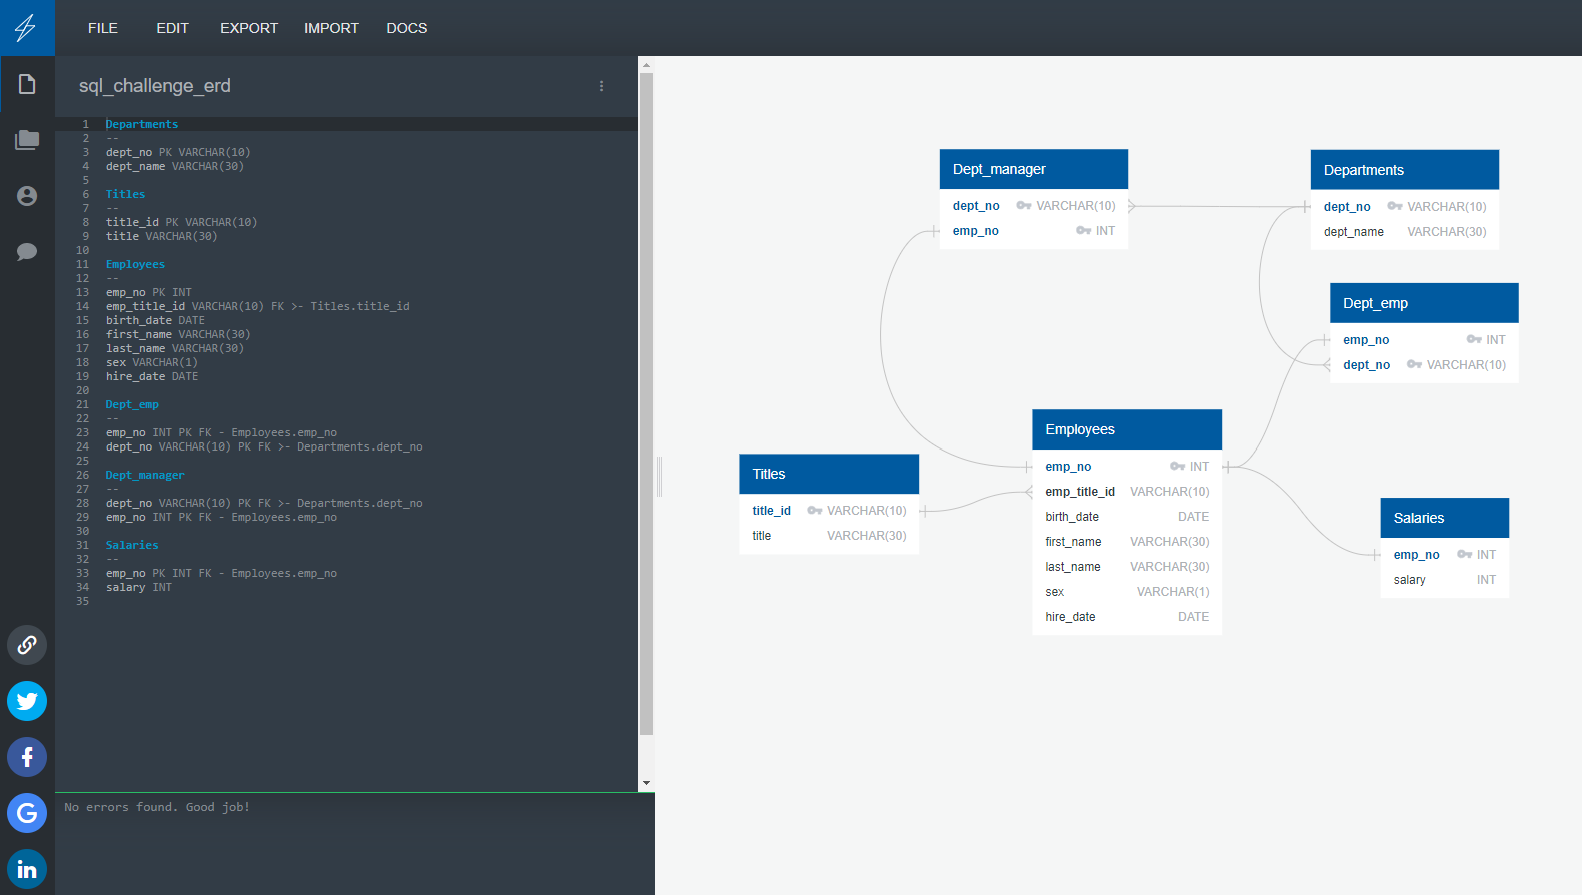 FILE EDIT EXPORT IMPORT DOCS
sql_challenge_erd
1 Departments
2 --
3 dept_no PK VARCHAR(10)
4 dept_name VARCHAR(30)
5
6 Titles
7 --
8 title_id PK VARCHAR(10)
9 title VARCHAR(30)
10
11 Employees
12 --
13 emp_no PK INT
14 emp_title_id VARCHAR(10) FK >- Titles.title_id
15 birth_date DATE
16 first_name VARCHAR(30)
17 last_name VARCHAR(30)
18 sex VARCHAR(1)
19 hire_date DATE
20
21 Dept_emp
22 --
23 emp_no INT PK FK - Employees.emp_no
24 dept_no VARCHAR(10) PK FK >- Departments.dept_no
25
26 Dept_manager
27 --
28 dept_no VARCHAR(10) PK FK >- Departments.dept_no
29 emp_no INT PK FK - Employees.emp_no
30
31 Salaries
32 --
33 emp_no PK INT FK - Employees.emp_no
34 salary INT
35
No errors found. Good job!
Dept_manager
dept_no VARCHAR(10)
emp_no INT
Departments
dept_no VARCHAR(10)
dept_name VARCHAR(30)
Dept_emp
emp_no INT
dept_no VARCHAR(10)
Employees
emp_no INT
emp_title_id VARCHAR(10)
birth_date DATE
first_name VARCHAR(30)
last_name VARCHAR(30)
sex VARCHAR(1)
hire_date DATE
Titles
title_id VARCHAR(10)
title VARCHAR(30)
Salaries
emp_no INT
salary INT